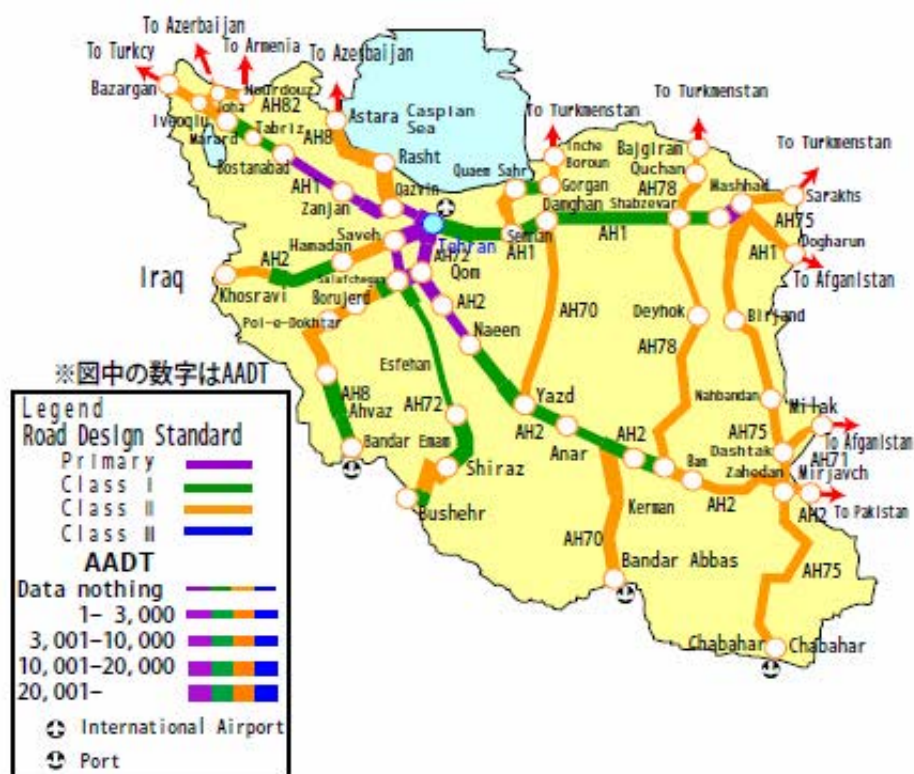 To Azerbaijan
To Armenia
To Azerbaijan
To Turkcy
Bazargan
Nourdouz
Joha
AH82
Ivgoqlu
Marard
Tabriz
Bostanabad
Astara
AH8
Caspian
Sea
Rasht
AH1
Zanjan
Qazvin
To Turkmenstan
Inche
Boroun
Quaem Sahr
Gorgan
To Turkmenstan
Bajgiram
Quchan
AH78
To Turkmenstan
Mashhad
Sarakhs
Damghan
Shabzevar
AH75
Saveh
Tahran
Semnan
AH1
AH1
AH1
Dogharun
To Afganistan
Iraq
AH2
Hamadan
Khosravi
Salafchegan
AH72
Qom
Borujerd
Pol-e-Dokhtar
AH2
Naeen
AH70
Deyhok
AH78
Birjand
※図中の数字はAADT
Esfehan
AH8
Ahvaz
AH72
Yazd
AH2
Anar
AH2
Nahbandan
Milak
AH75
To Afganistan
Bandar Emam
Shiraz
Bushehr
Bam
Dashtak
Zahedan
AH71
Mirjavch
Kerman
AH2
AH2
To Pakistan
AH70
Bandar Abbas
AH75
Chabahar
Chabahar
Legend
Road Design Standard
Primary
Class I
Class II
Class III
AADT
Data nothing
1- 3,000
3,001-10,000
10,001-20,000
20,001-
International Airport
Port